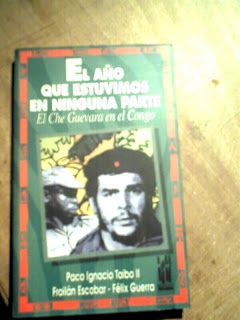 EL AÑO
QUE ESTUVIMOS
EN NINGUNA PARTE
El Che Guevara en el Congo
Paco Ignacio Taibo II
Froilán Escobar - Félix Guerra